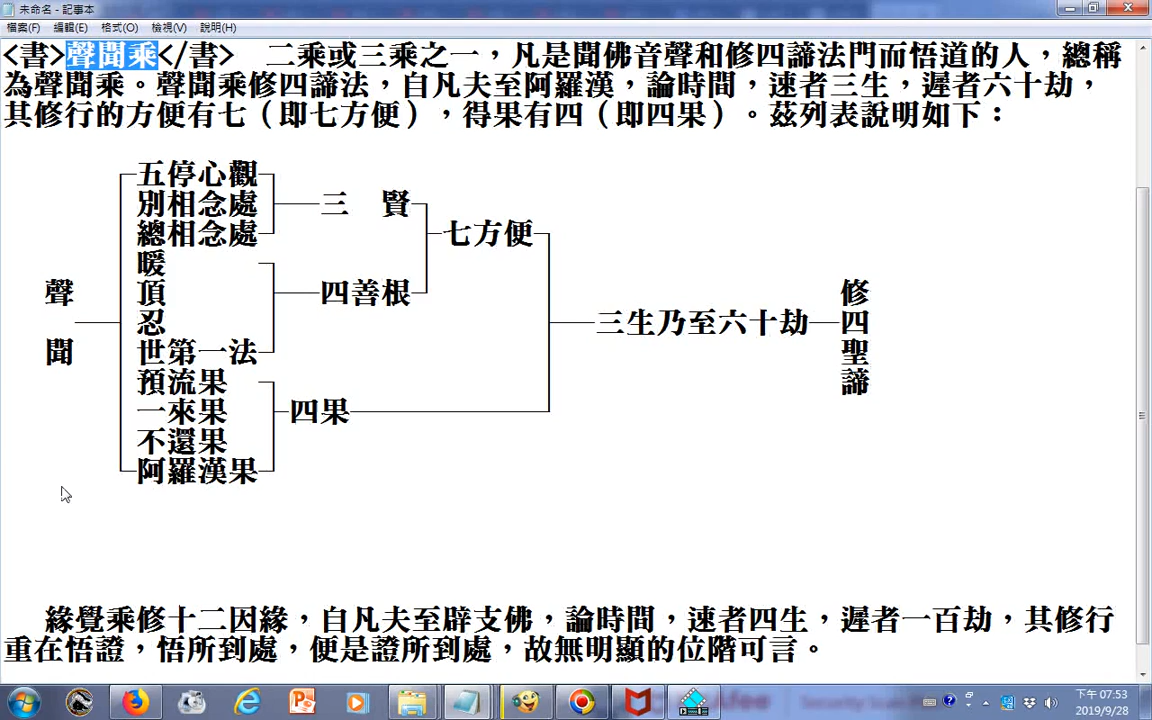 未命名 - 記事本
檔案(F) 編輯(E) 格式(O) 檢視(V) 說明(H)
<書>聲聞乘</書> 二乘或三乘之一，凡是聞佛音聲和修四諦法門而悟道的人，總稱
為聲聞乘。聲聞乘修四諦法，自凡夫至阿羅漢，論時間，速者三生，遲者六十劫，
其修行的方便有七（即七方便），得果有四（即四果）。茲列表說明如下：
五停心觀
別相念處
總相念處
三 賢
七方便
暖
頂
忍
世第一法
四善根
聲聞
三生乃至六十劫
修四聖諦
預流果
一來果
不還果
阿羅漢果
四果
緣覺乘修十二因緣，自凡夫至辟支佛，論時間，速者四生，遲者一百劫，其修行
重在悟證，悟所到處，便是證所到處，故無明顯的位階可言。
下午 07:53
2019/9/28